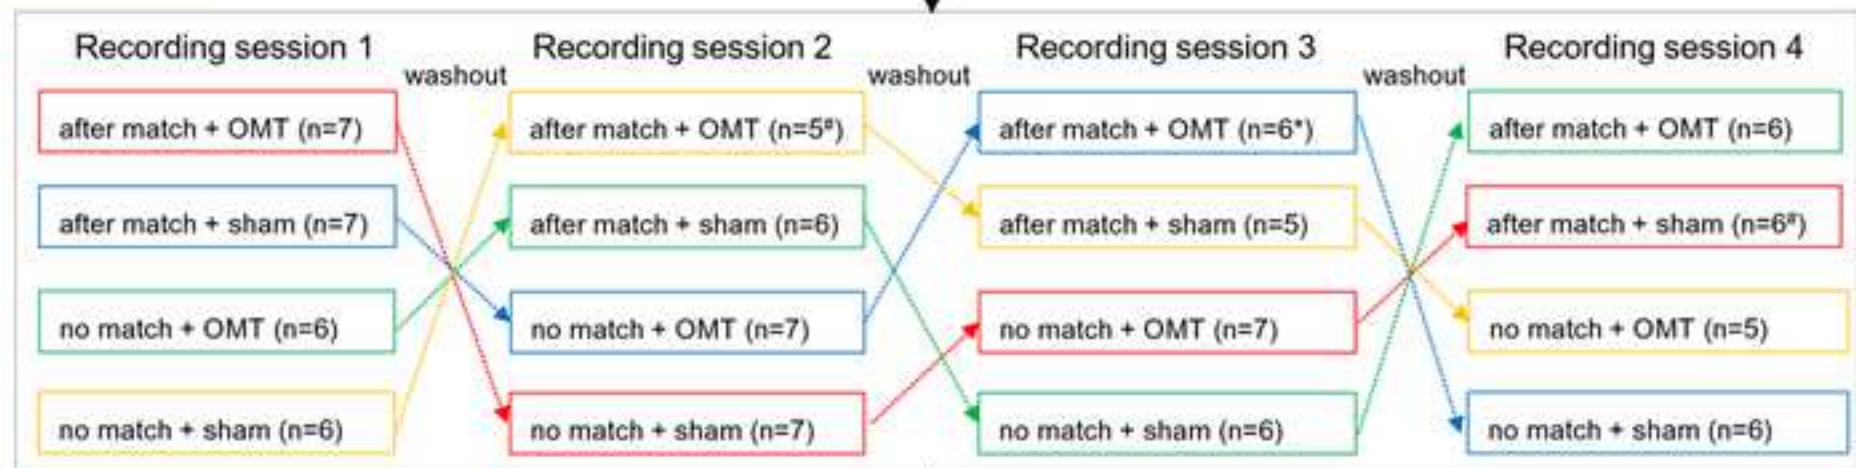 Recording session 1
Recording session 2
Recording session 3
Recording session 4
washout
washout
washout
after match + OMT (n=7)
after match + OMT (n=5#)
after match + OMT (n=6*)
after match + OMT (n=6)
after match + sham (n=7)
after match + sham (n=6)
after match + sham (n=5)
after match + sham (n=6#)
no match + OMT (n=6)
no match + OMT (n=7)
no match + OMT (n=7)
no match + OMT (n=5)
no match + sham (n=6)
no match + sham (n=7)
no match + sham (n=6)
no match + sham (n=6)